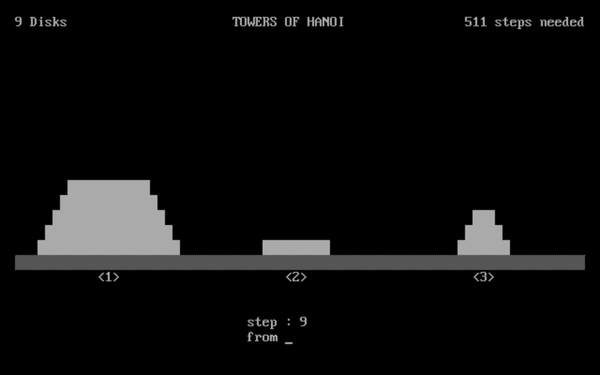 9 Disks TOWERS OF HANOI 511 steps needed
<1> <2> <3>
step : 9
from _